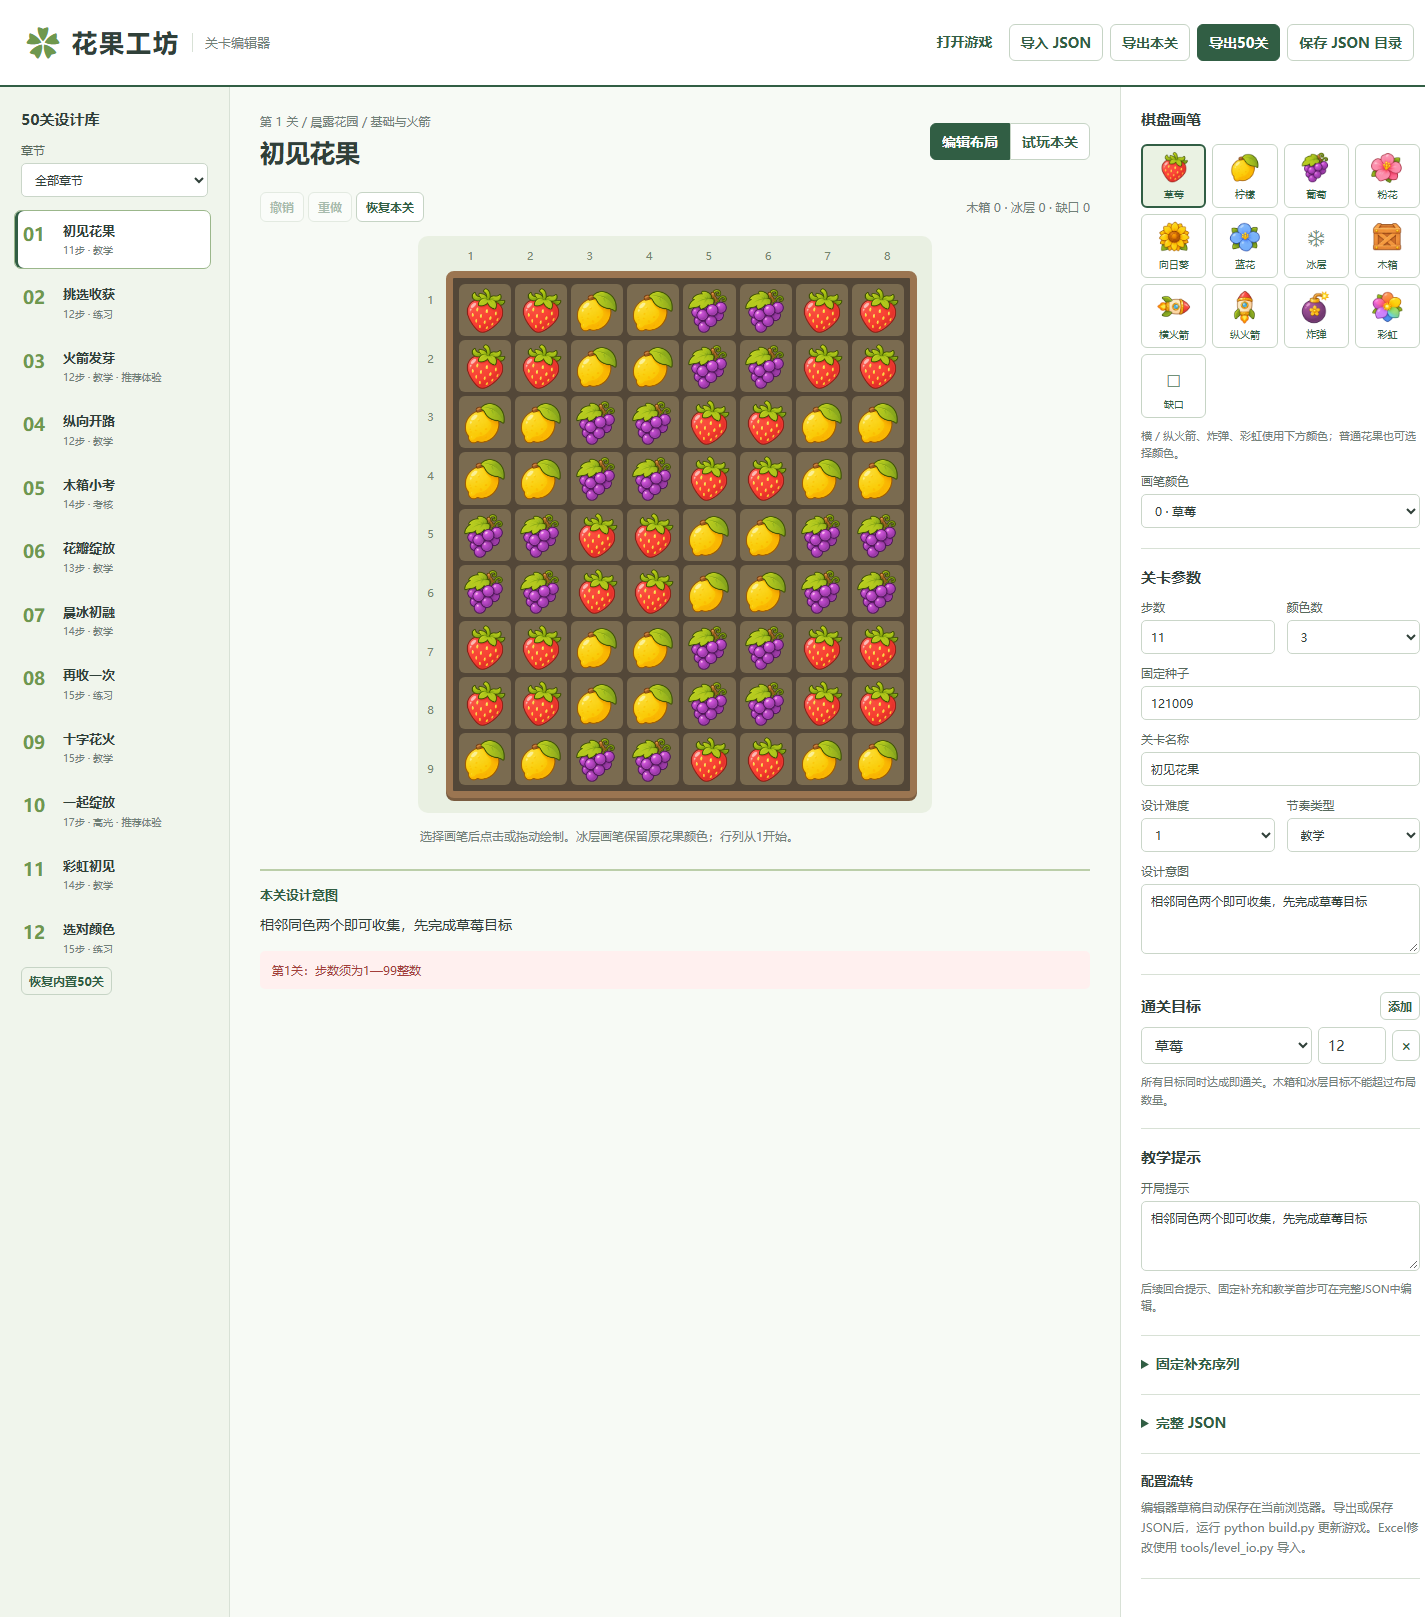 花果工坊
关卡编辑器
打开游戏
导入 JSON
导出本关
导出50关
保存 JSON 目录
50关设计库
章节
全部章节
01
初见花果
11步 · 教学
02
挑选收获
12步 · 练习
03
火箭发芽
12步 · 教学 · 推荐体验
04
纵向开路
12步 · 教学
05
木箱小考
14步 · 考核
06
花瓣绽放
13步 · 教学
07
晨冰初融
14步 · 教学
08
再收一次
15步 · 练习
09
十字花火
15步 · 教学
10
一起绽放
17步 · 高光 · 推荐体验
11
彩虹初见
14步 · 教学
12
选对颜色
15步 · 练习
恢复内置50关
第 1 关 / 晨露花园 / 基础与火箭
初见花果
编辑布局
试玩本关
撤销
重做
恢复本关
木箱 0 · 冰层 0 · 缺口 0
1 2 3 4 5 6 7 8
1
2
3
4
5
6
7
8
9
选择画笔后点击或拖动绘制。冰层画笔保留原花果颜色；行列从1开始。
本关设计意图
相邻同色两个即可收集，先完成草莓目标
第1关：步数须为1—99整数
棋盘画笔
草莓
柠檬
葡萄
粉花
向日葵
蓝花
冰层
木箱
横火箭
纵火箭
炸弹
彩虹
缺口
横 / 纵火箭、炸弹、彩虹使用下方颜色；普通花果也可选
择颜色。
画笔颜色
0 · 草莓
关卡参数
步数
颜色数
11
3
固定种子
121009
关卡名称
初见花果
设计难度
节奏类型
1
教学
设计意图
相邻同色两个即可收集，先完成草莓目标
通关目标
添加
草莓
12
×
所有目标同时达成即通关。木箱和冰层目标不能超过布局
数量。
教学提示
开局提示
相邻同色两个即可收集，先完成草莓目标
后续回合提示、固定补充和教学首步可在完整JSON中编
辑。
固定补充序列
完整 JSON
配置流转
编辑器草稿自动保存在当前浏览器。导出或保存
JSON后，运行 python build.py 更新游戏。Excel修
改使用 tools/level_io.py 导入。